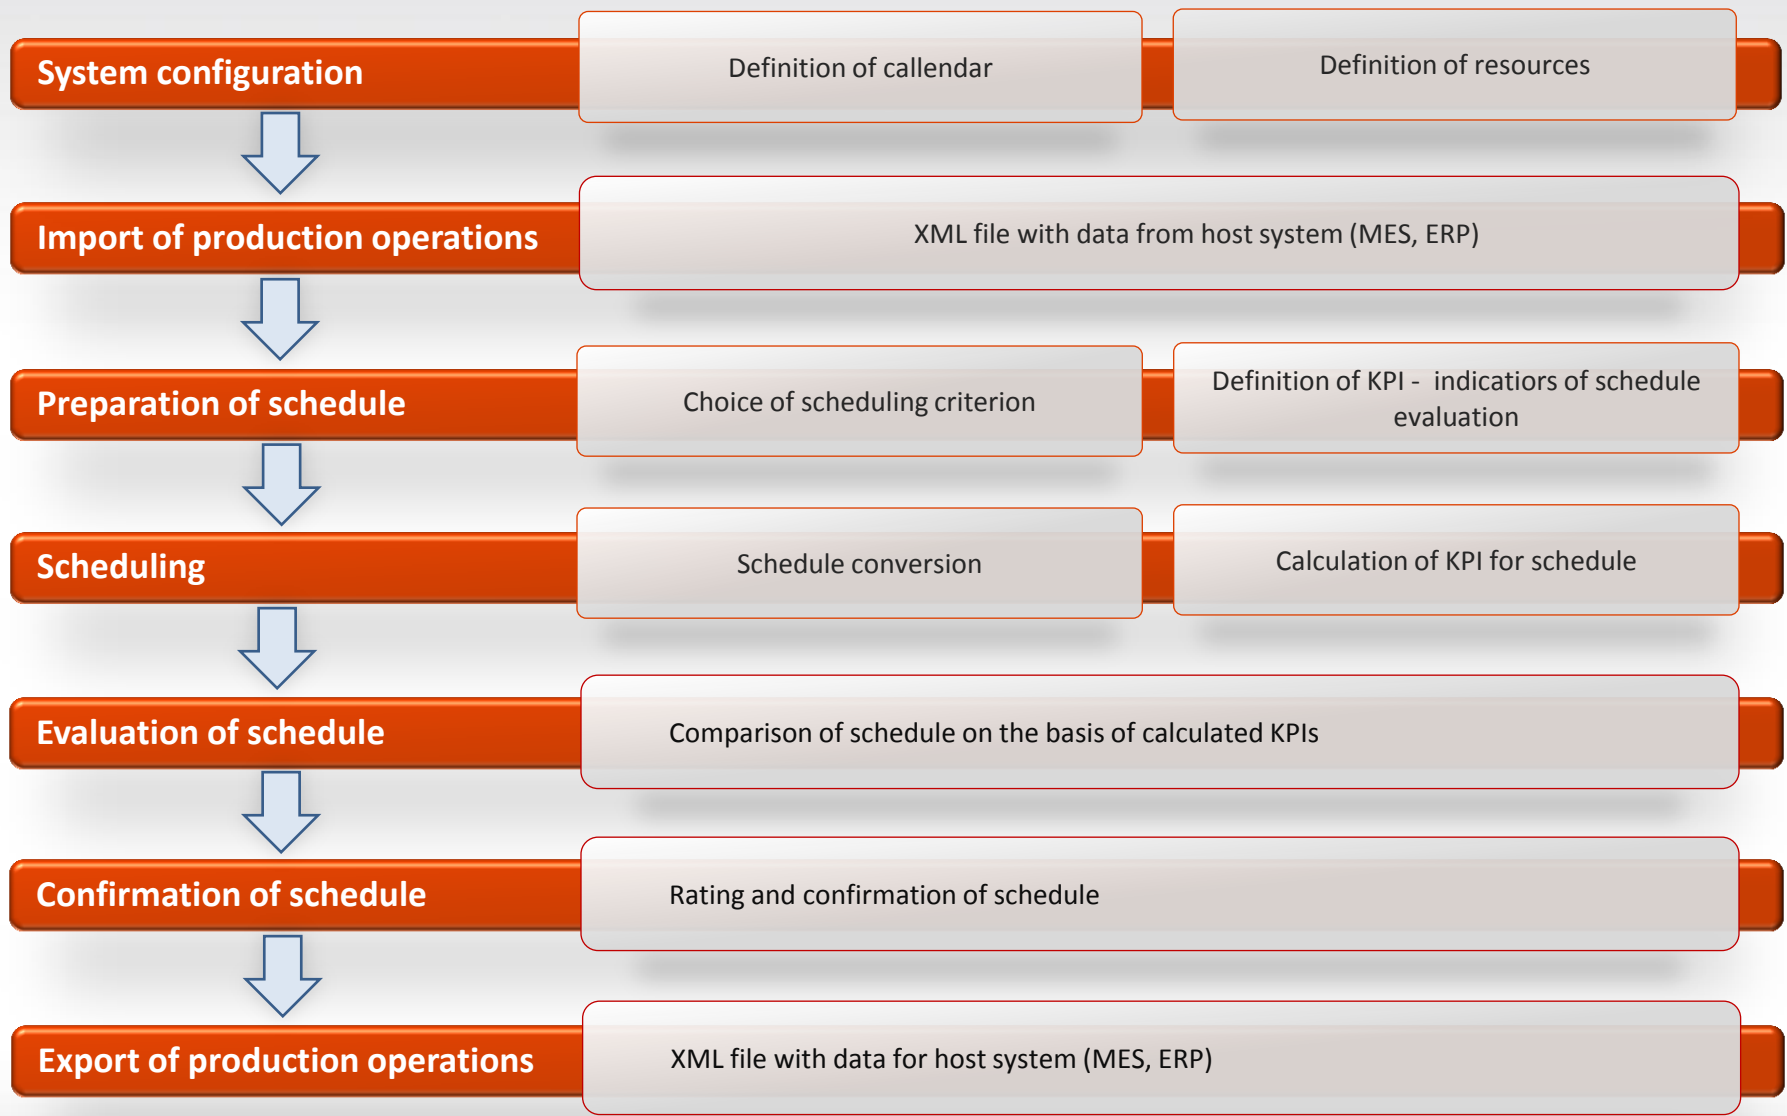 System configuration
Definition of callendar
Definition of resources
Import of production operations
XML file with data from host system (MES, ERP)
Preparation of schedule
Choice of scheduling criterion
Definition of KPI - indicatiors of schedule
evaluation
Scheduling
Schedule conversion
Calculation of KPI for schedule
Evaluation of schedule
Comparison of schedule on the basis of calculated KPIs
Confirmation of schedule
Rating and confirmation of schedule
Export of production operations
XML file with data for host system (MES, ERP)